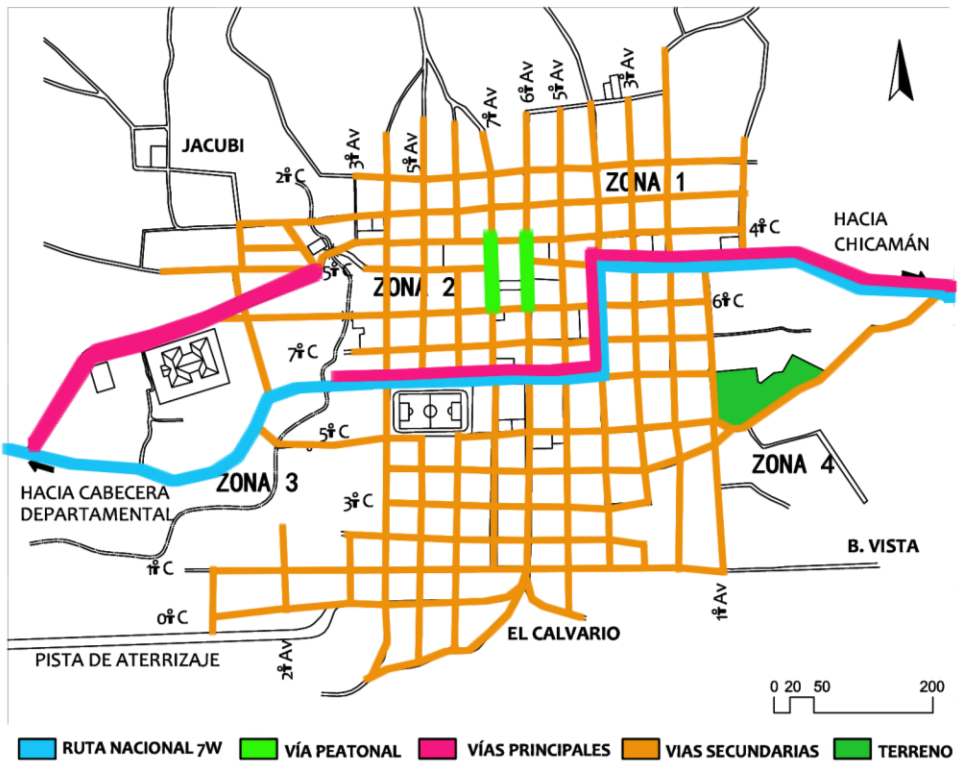 3ª Av
6ª Av
5ª Av
7ª Av
JACUBI
3ª Av
5ª Av
2ª C
ZONA 1
HACIA
CHICAMÁN
4ª C
5ª C
ZONA 2
6ª C
7ª C
5ª C
ZONA 4
ZONA 3
HACIA CABECERA
DEPARTAMENTAL
3ª C
B. VISTA
1ª C
1ª Av
0ª C
EL CALVARIO
PISTA DE ATERRIZAJE
2ª Av
0 20 50 200
RUTA NACIONAL 7W
VÍA PEATONAL
VÍAS PRINCIPALES
VIAS SECUNDARIAS
TERRENO